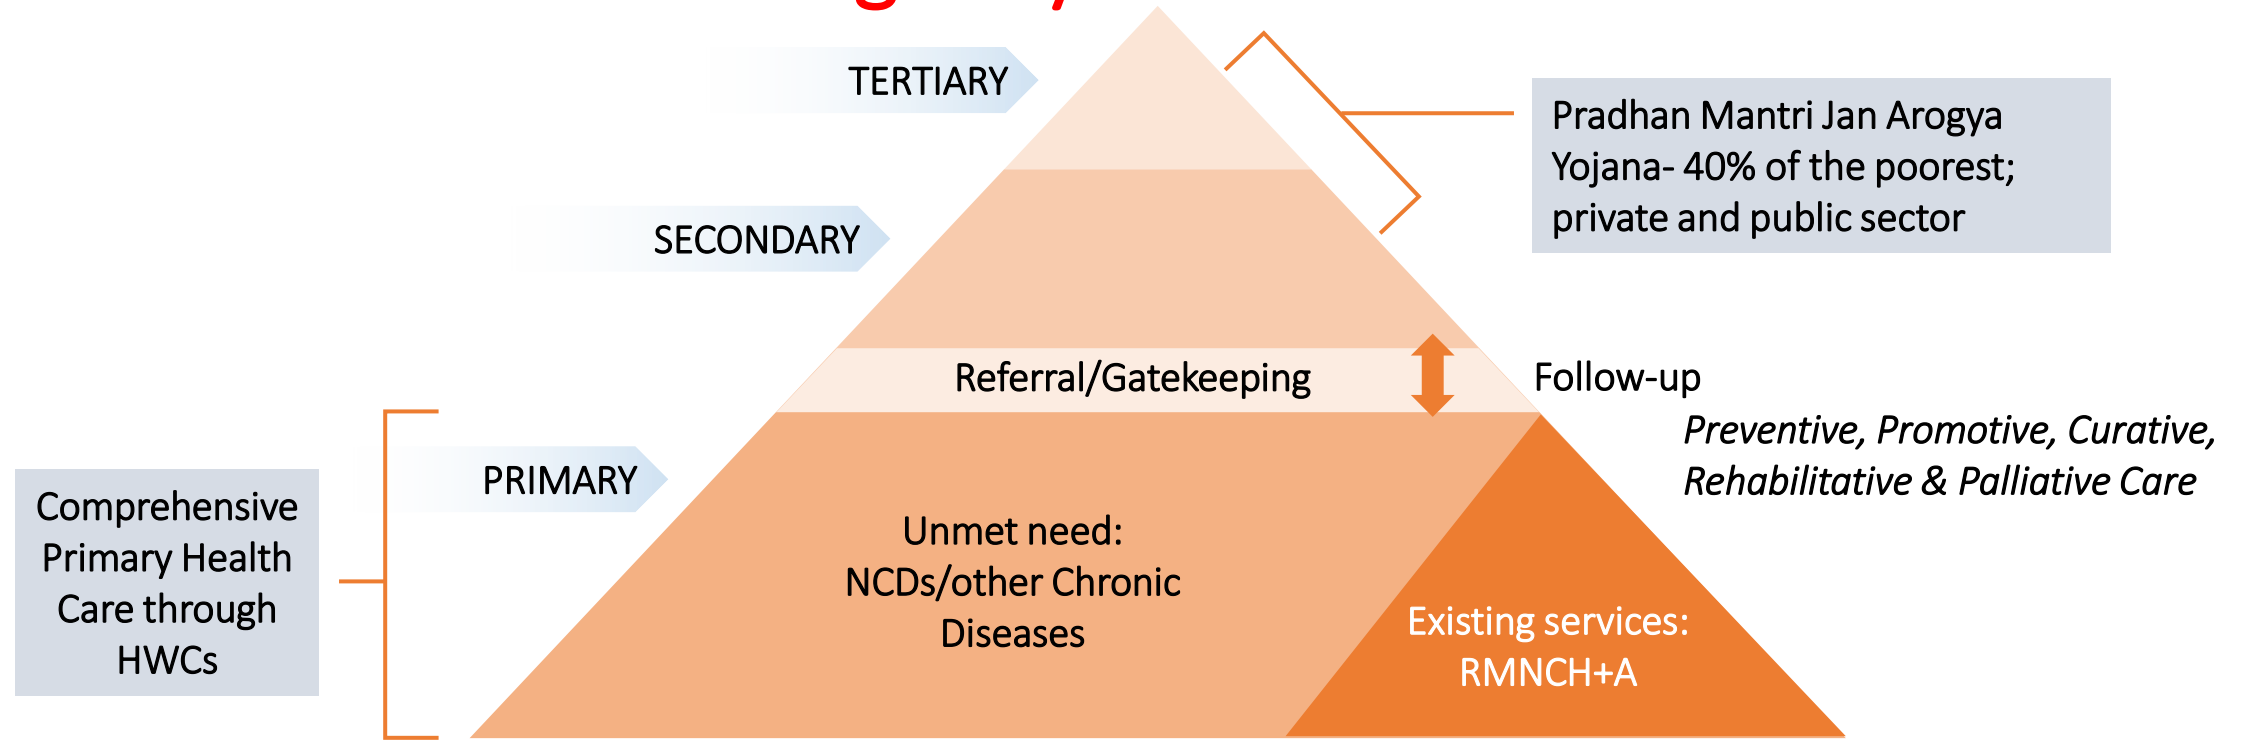 TERTIARY
Pradhan Mantri Jan Arogya
Yojana- 40% of the poorest;
private and public sector
SECONDARY
Referral/Gatekeeping
Follow-up
Preventive, Promotive, Curative,
Rehabilitative & Palliative Care
PRIMARY
Comprehensive
Primary Health
Care through
HWCs
Unmet need:
NCDs/other Chronic
Diseases
Existing services:
RMNCH+A